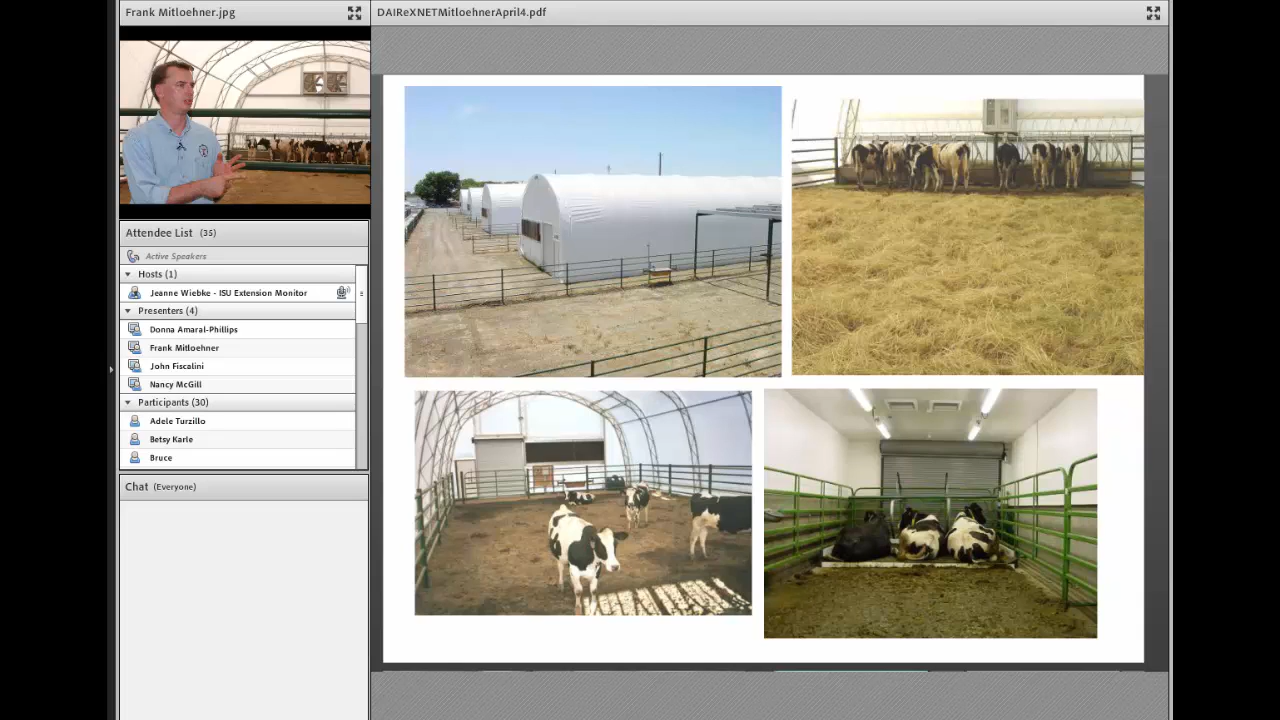 Frank Mitloehner.jpg
DAIReXNETMitloehnerApril4.pdf
Attendee List (35)
Active Speakers
Hosts (1)
Jeanne Wiebke - ISU Extension Monitor
Presenters (4)
Donna Amaral-Phillips
Frank Mitloehner
John Fiscalini
Nancy McGill
Participants (30)
Adele Turzillo
Betsy Karle
Bruce
Chat (Everyone)